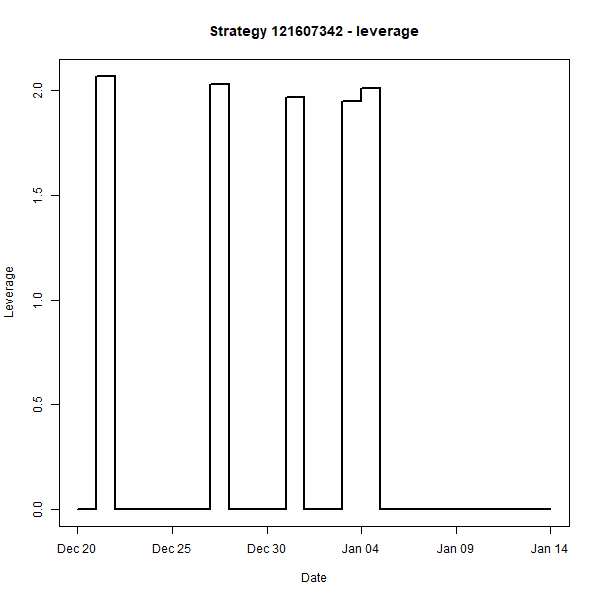 Strategy 121607342 - leverage
Leverage
2.0
1.5
1.0
0.5
0.0
Dec 20 Dec 25 Dec 30 Jan 04 Jan 09 Jan 14
Date